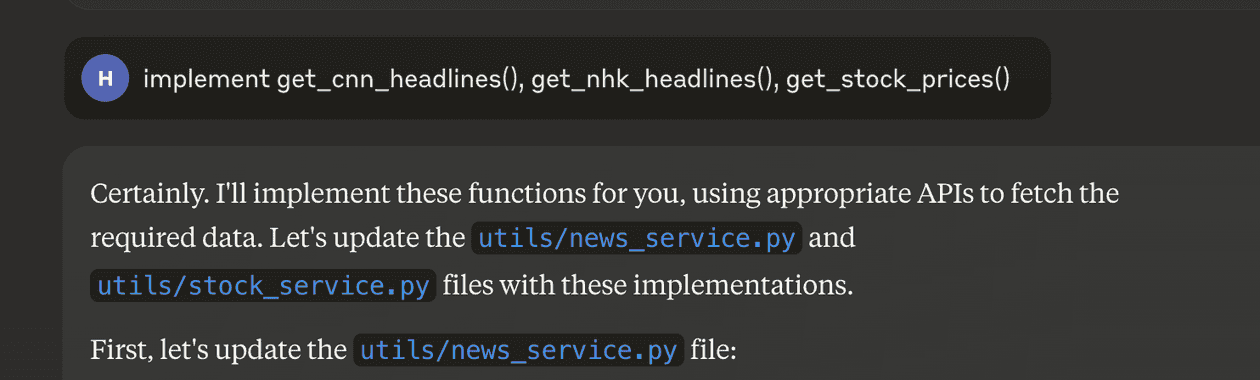 H implement get_cnn_headlines(), get_nhk_headlines(), get_stock_prices()
Certainly. I'll implement these functions for you, using appropriate APIs to fetch the
required data. Let's update the utils/news_service.py and
utils/stock_service.py files with these implementations.
First, let's update the utils/news_service.py file: